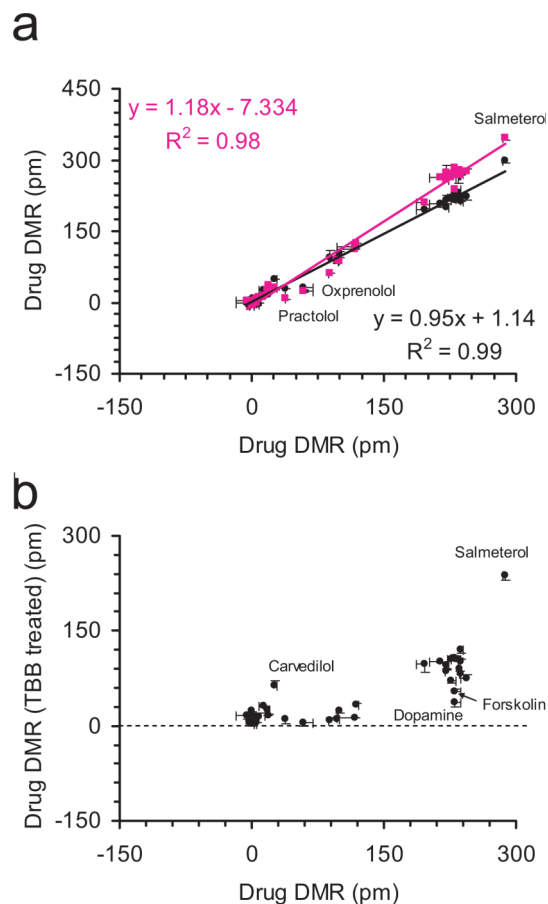 a
450
300
150
0
-150
Drug DMR (pm)
y = 1.18x - 7.334
R² = 0.98
Salmeterol
Oxprenolol
Practolol
y = 0.95x + 1.14
R² = 0.99
-150 0 150 300
Drug DMR (pm)
b
300
150
0
-150
Drug DMR (TBB treated) (pm)
Salmeterol
Carvedilol
Forskolin
Dopamine
-150 0 150 300
Drug DMR (pm)